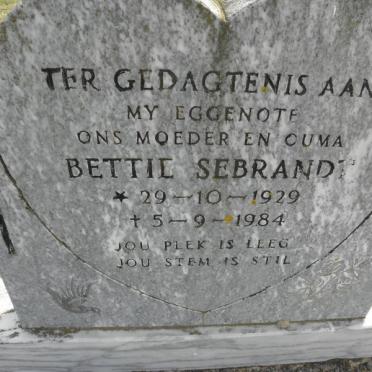 TER GEDAGTENIS AAN
MY EGGENOTE
ONS MOEDER EN OUMA
BETTIE SEBRANDT
* 29-10-1929
† 5-9-1984
JOU PLEK IS LEEG
JOU STEM IS STIL